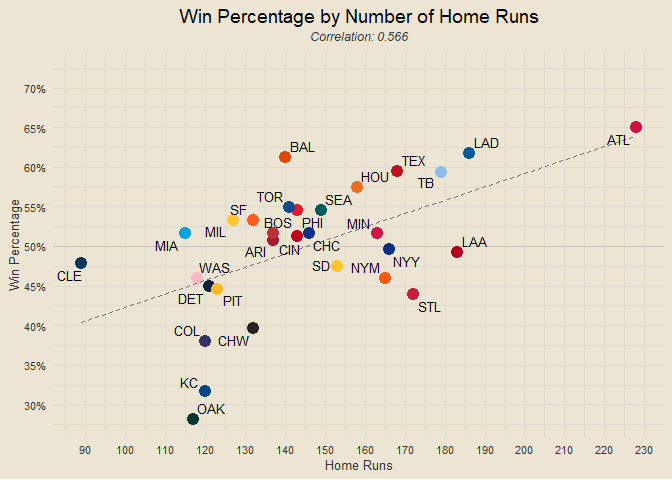 Win Percentage by Number of Home Runs
Correlation: 0.566
Win Percentage
70%
65%
60%
55%
50%
45%
40%
35%
30%
ATL
BAL
LAD
TEX
TB
HOU
TOR
SEA
SF
BOS
PHI
MIN
MIL
MIA
ARI
CIN
CHC
LAA
CLE
WAS
SD
NYM
NYY
DET
PIT
STL
COL
CHW
KC
OAK
90 100 110 120 130 140 150 160 170 180 190 200 210 220 230
Home Runs